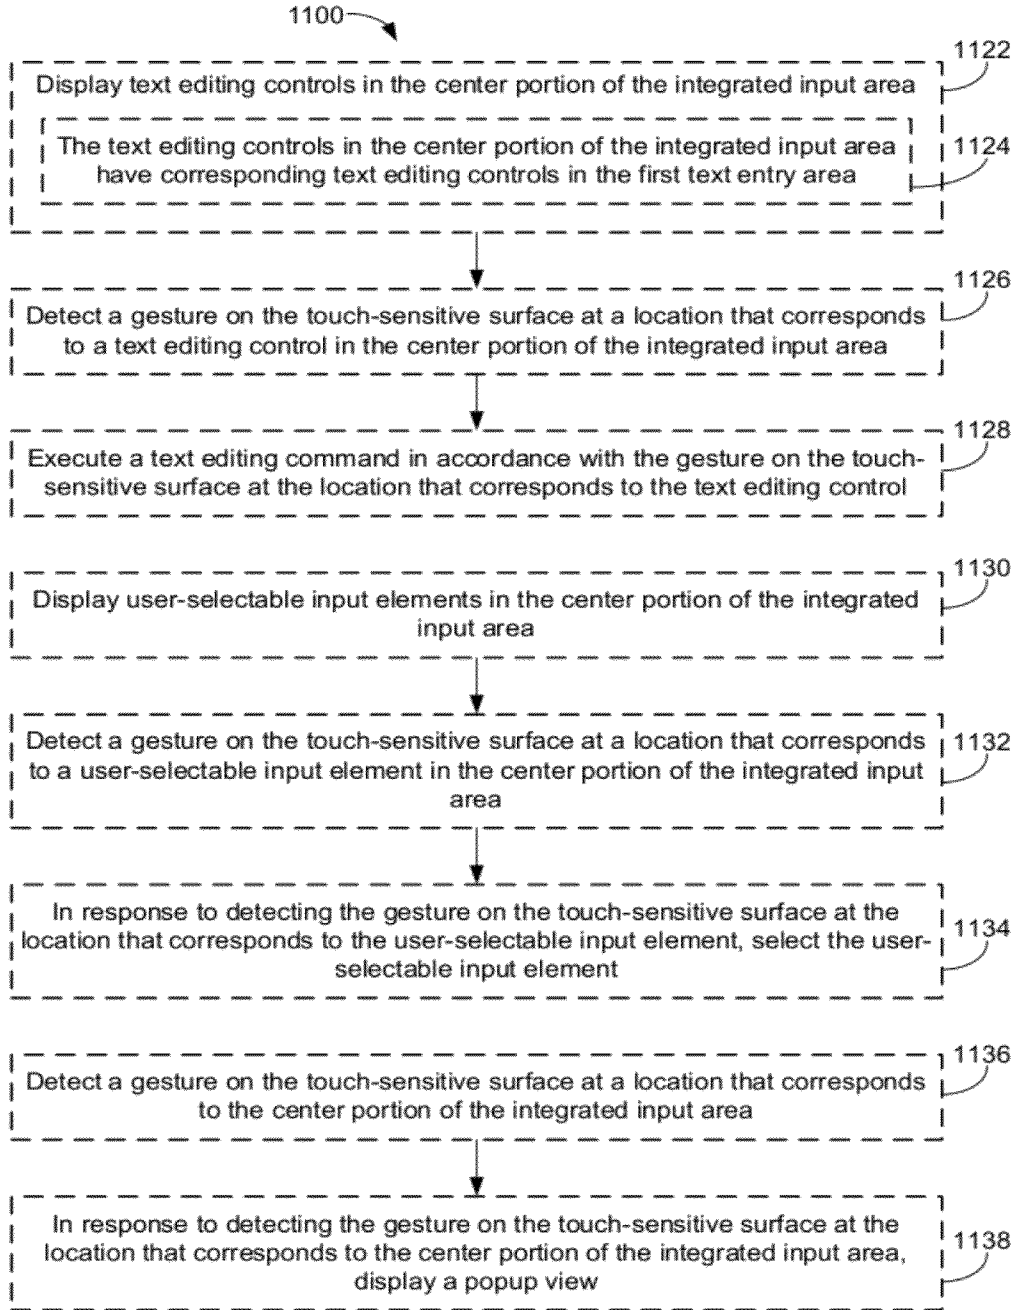 1100
1122
Display text editing controls in the center portion of the integrated input area
The text editing controls in the center portion of the integrated input area
1124
have corresponding text editing controls in the first text entry area
1126
Detect a gesture on the touch-sensitive surface at a location that corresponds
to a text editing control in the center portion of the integrated input area
1128
Execute a text editing command in accordance with the gesture on the touch-
sensitive surface at the location that corresponds to the text editing control
1130
Display user-selectable input elements in the center portion of the integrated
input area
Detect a gesture on the touch-sensitive surface at a location that corresponds
1132
to a user-selectable input element in the center portion of the integrated input
area
In response to detecting the gesture on the touch-sensitive surface at the
1134
location that corresponds to the user-selectable input element, select the user-
selectable input element
1136
Detect a gesture on the touch-sensitive surface at a location that corresponds
to the center portion of the integrated input area
In response to detecting the gesture on the touch-sensitive surface at the
1138
location that corresponds to the center portion of the integrated input area,
display a popup view